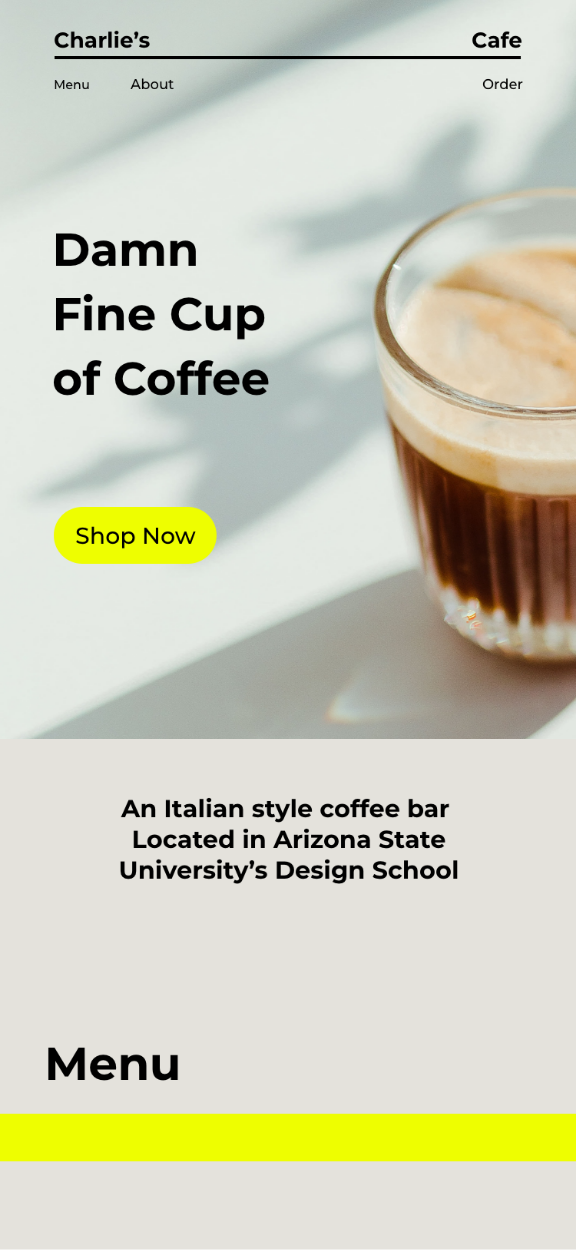 Charlie’s Cafe
Menu About Order
Damn
Fine Cup
of Coffee
Shop Now
An Italian style coffee bar
Located in Arizona State
University’s Design School
Menu